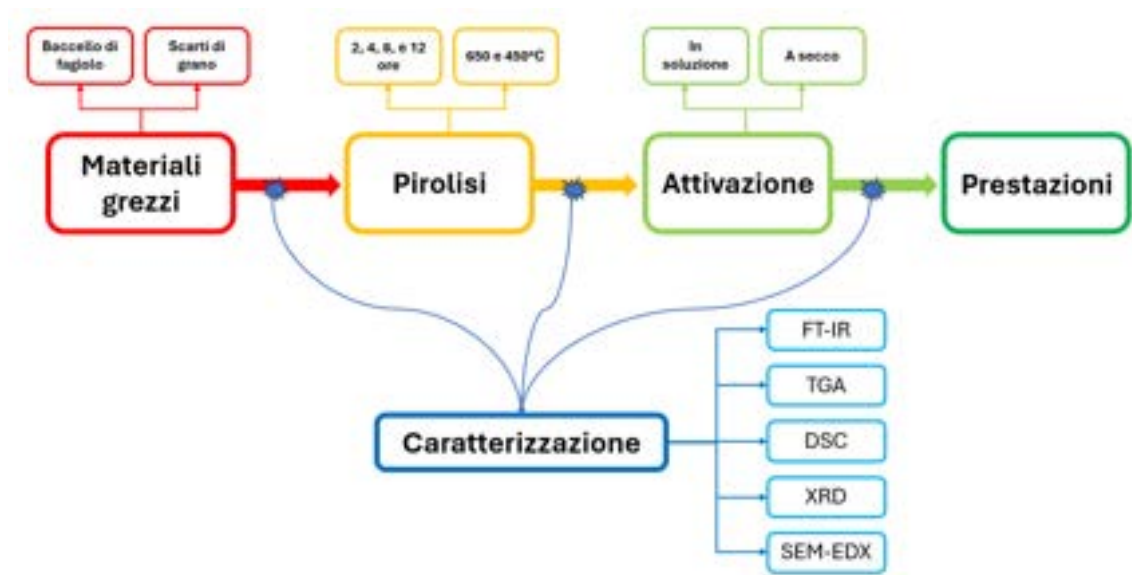 Baccello di
fagiolo
Scarti di
grano
2, 4, 8, e 12
ore
650 e 450°C
In
soluzione
A secco
Materiali
grezzi
Pirolisi
Attivazione
Prestazioni
FT-IR
TGA
Caratterizzazione
DSC
XRD
SEM-EDX